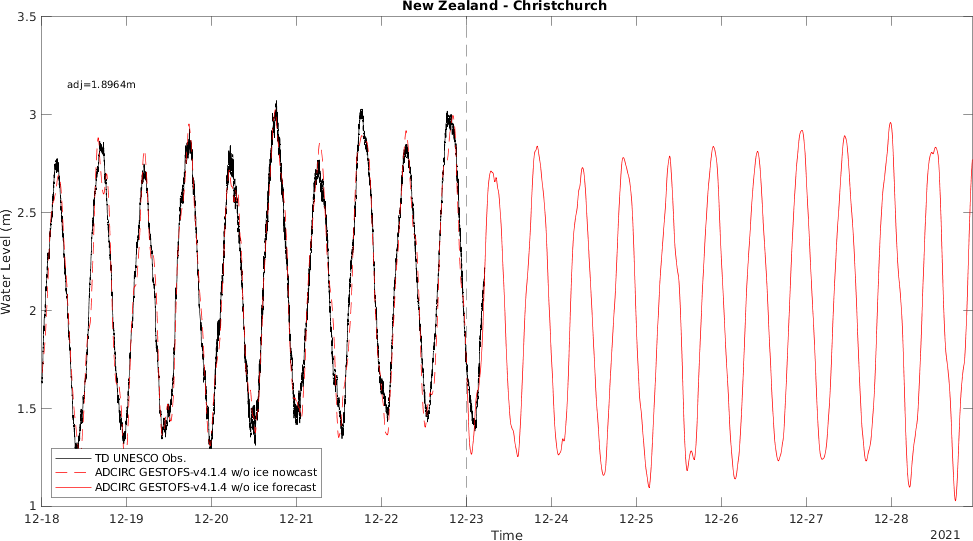 New Zealand - Christchurch
3.5
adj=1.8964m
3
2.5
Water Level (m)
2
1.5
TD UNESCO Obs.
ADCIRC GESTOFS-v4.1.4 w/o ice nowcast
ADCIRC GESTOFS-v4.1.4 w/o ice forecast
1
12-18 12-19 12-20 12-21 12-22 12-23 12-24 12-25 12-26 12-27 12-28
Time 2021